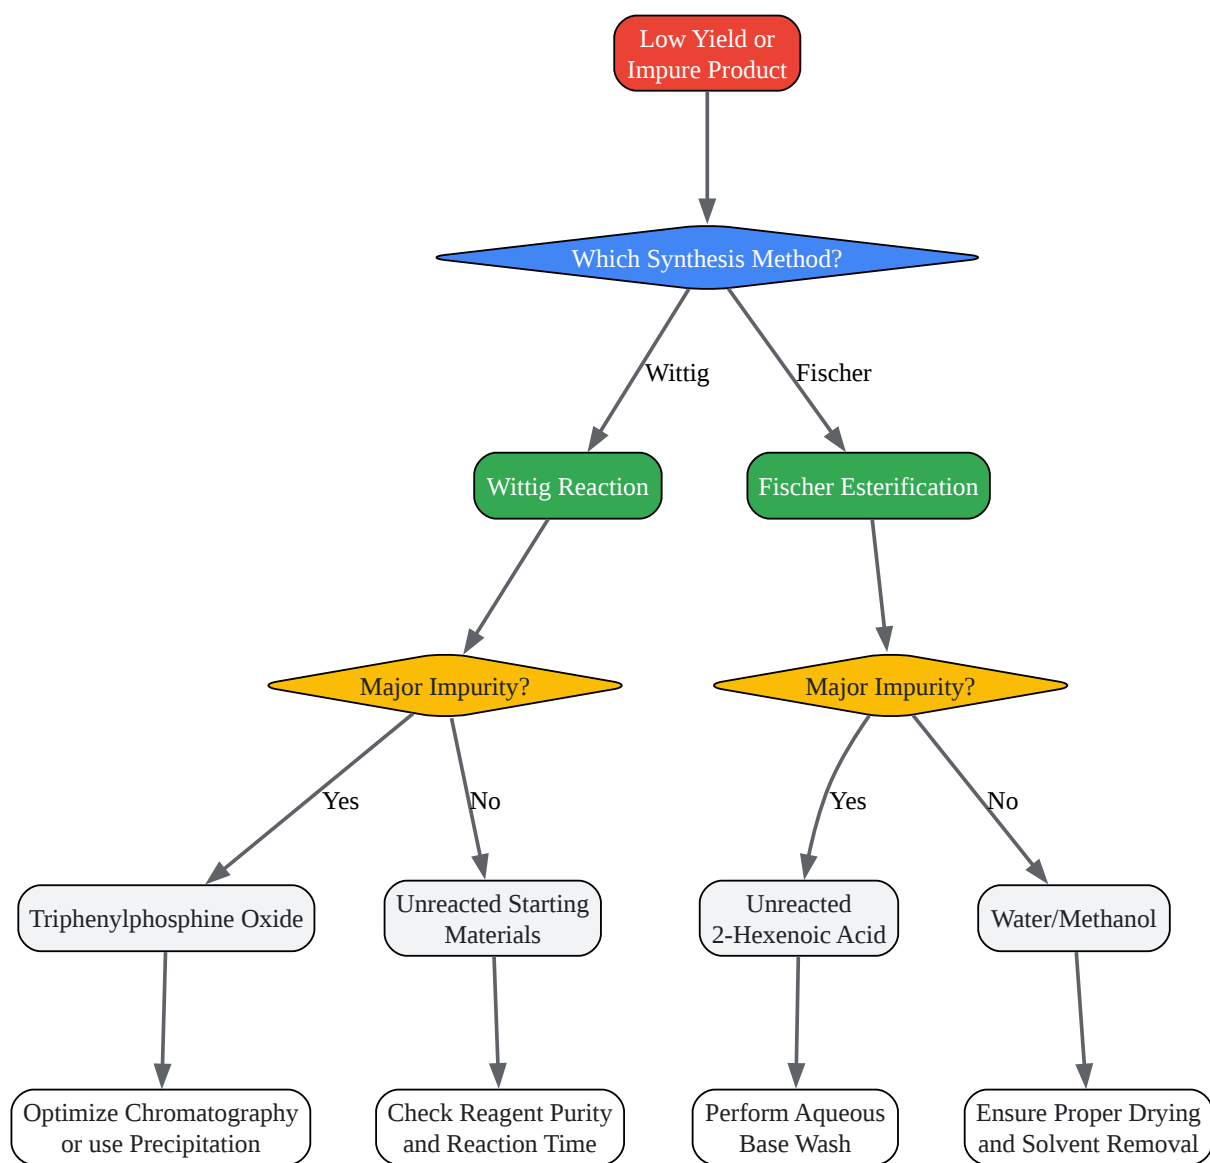 Low Yield or
Impure Product
Which Synthesis Method?
Wittig
Fischer
Wittig Reaction
Fischer Esterification
Major Impurity?
Major Impurity?
Yes
No
Yes
No
Triphenylphosphine Oxide
Unreacted Starting
Materials
Unreacted
2-Hexenoic Acid
Water/Methanol
Optimize Chromatography
or use Precipitation
Check Reagent Purity
and Reaction Time
Perform Aqueous
Base Wash
Ensure Proper Drying
and Solvent Removal